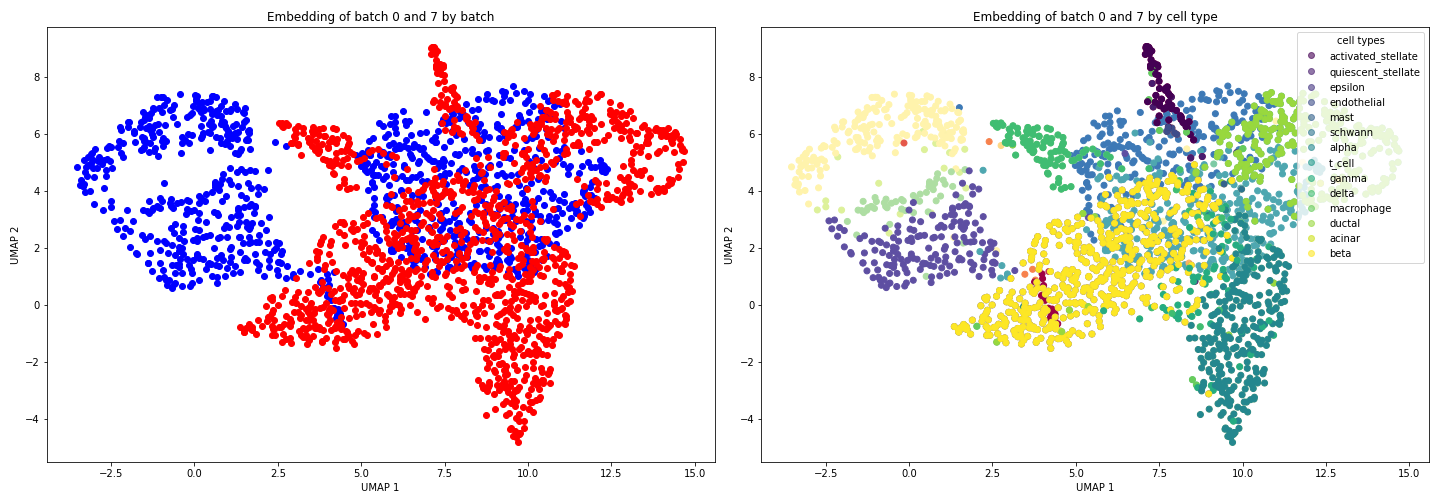 Embedding of batch 0 and 7 by batch
8
6
4
2
0
−2
−4
UMAP 2
−2.5 0.0 2.5 5.0 7.5 10.0 12.5 15.0
UMAP 1
Embedding of batch 0 and 7 by cell type
8
6
4
2
0
−2
−4
UMAP 2
−2.5 0.0 2.5 5.0 7.5 10.0 12.5 15.0
UMAP 1
cell types
activated_stellate
quiescent_stellate
epsilon
endothelial
mast
schwann
alpha
t_cell
gamma
delta
macrophage
ductal
acinar
beta